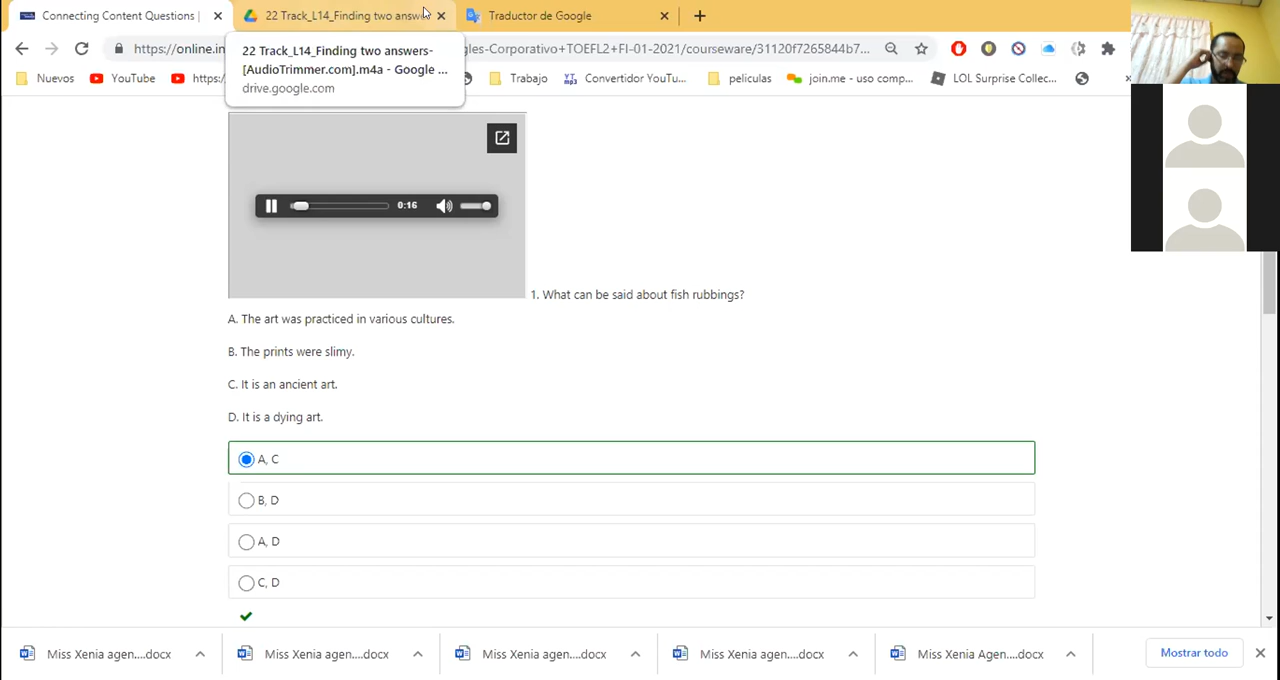 Connecting Content Questions |
22 Track_L14_Finding two answ
Traductor de Google
https://online.in
gles-Corporativo+TOEFL2+FI-01-2021/courseware/31120f7265844b7...
22 Track_L14_Finding two answers-
[AudioTrimmer.com].m4a - Google ...
drive.google.com
Nuevos
YouTube
https:/
Trabajo
Convertidor YouTu...
peliculas
join.me - uso comp...
LOL Surprise Collec...
0:16
1. What can be said about fish rubbings?
A. The art was practiced in various cultures.
B. The prints were slimy.
C. It is an ancient art.
D. It is a dying art.
A, C
B, D
A, D
C, D
Miss Xenia agen....docx
Miss Xenia agen....docx
Miss Xenia agen....docx
Miss Xenia agen....docx
Miss Xenia Agen....docx
Mostrar todo